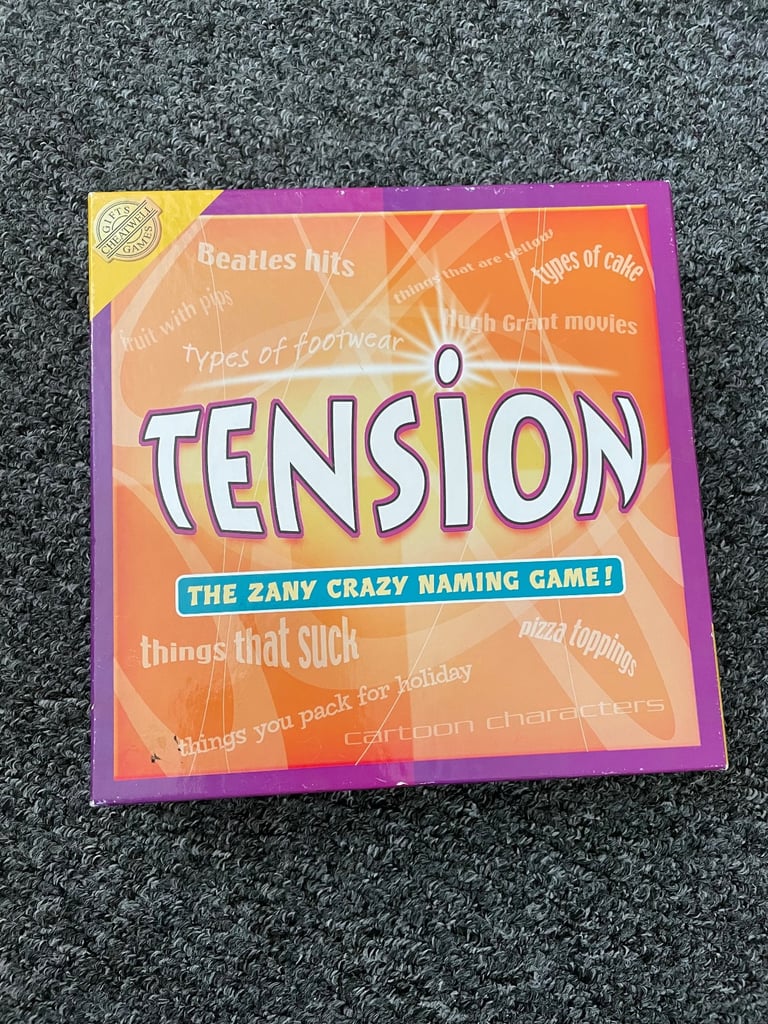 GIFTS
CHEATWELL
GAMES
Beatles hits
things that are yellow
types of cake
fruit with pips
Hugh Grant movies
types of footwear
TENSiON
THE ZANY CRAZY NAMING GAME!
things that suck
pizza toppings
things you pack for holiday
cartoon characters